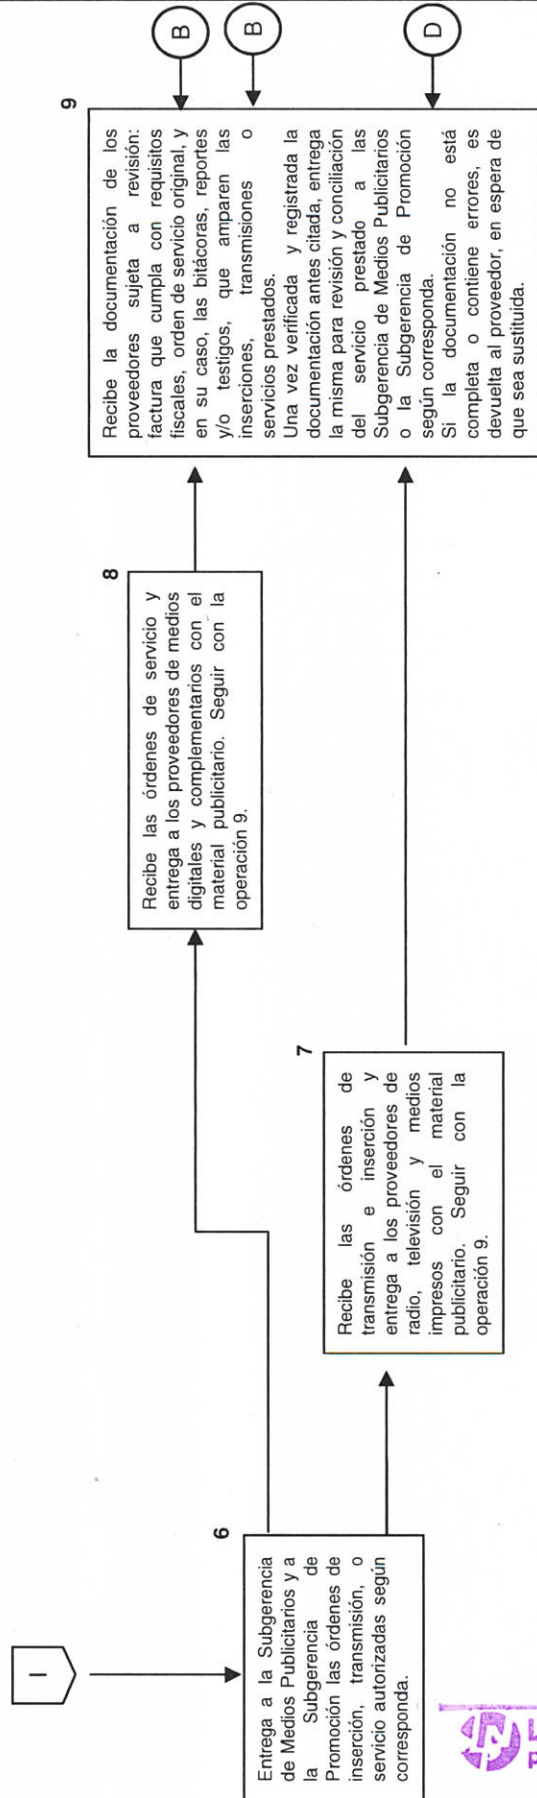 I
6
Entrega a la Subgerencia
de Medios Publicitarios y a
la Subgerencia de
Promoción las órdenes de
inserción, transmisión, o
servicio autorizadas según
corresponda.
7
Recibe las órdenes de
transmisión e inserción y
entrega a los proveedores de
radio, televisión y medios
impresos con el material
publicitario. Seguir con la
operación 9.
8
Recibe las órdenes de servicio y
entrega a los proveedores de medios
digitales y complementarios con el
material publicitario. Seguir con la
operación 9.
9
Recibe la documentación de los
proveedores sujeta a revisión:
factura que cumpla con requisitos
fiscales, orden de servicio original, y
en su caso, las bitácoras, reportes
y/o testigos, que amparen las
inserciones, transmisiones o
servicios prestados.
Una vez verificada y registrada la
documentación antes citada, entrega
la misma para revisión y conciliación
del servicio prestado a las
Subgerencia de Medios Publicitarios
o la Subgerencia de Promoción
según corresponda.
Si la documentación no está
completa o contiene errores, es
devuelta al proveedor, en espera de
que sea sustituida.
B
B
D